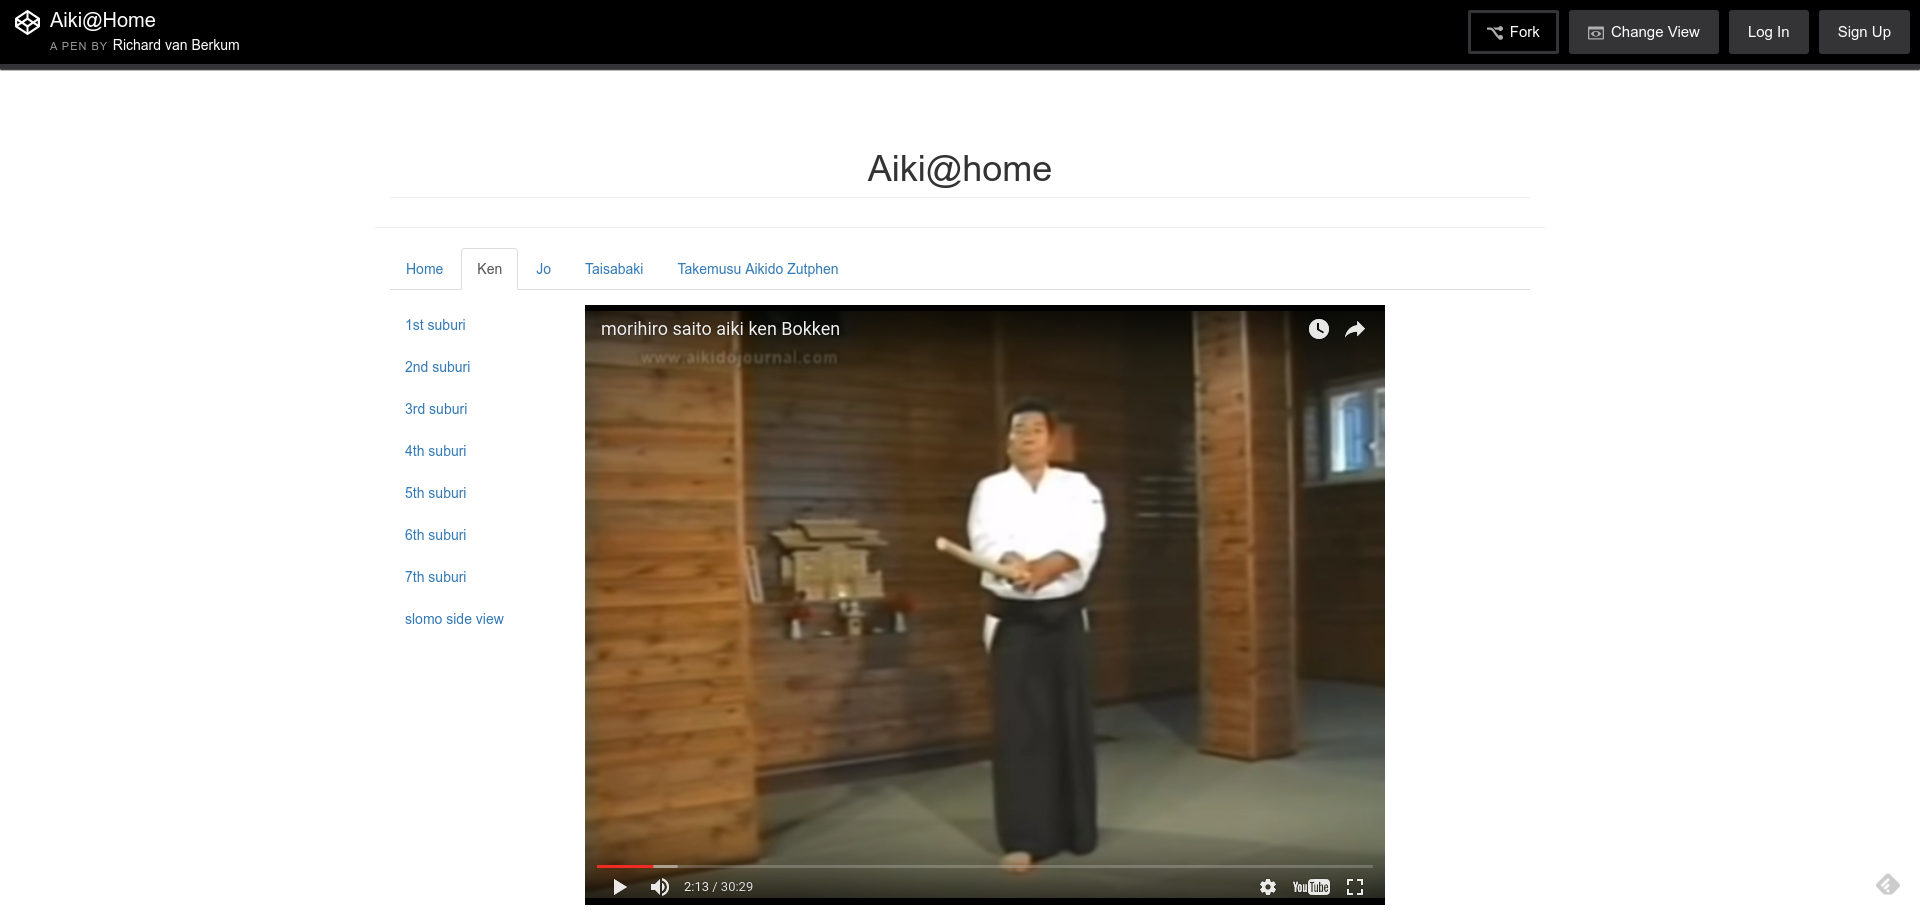 Aiki@Home
A PEN BY Richard van Berkum
Fork
Change View
Log In
Sign Up
Aiki@home
Home
Ken
Jo
Taisabaki
Takemusu Aikido Zutphen
1st suburi
2nd suburi
3rd suburi
4th suburi
5th suburi
6th suburi
7th suburi
slomo side view
morihiro saito aiki ken Bokken
www.aikidojournal.com
2:13 / 30:29
YouTube